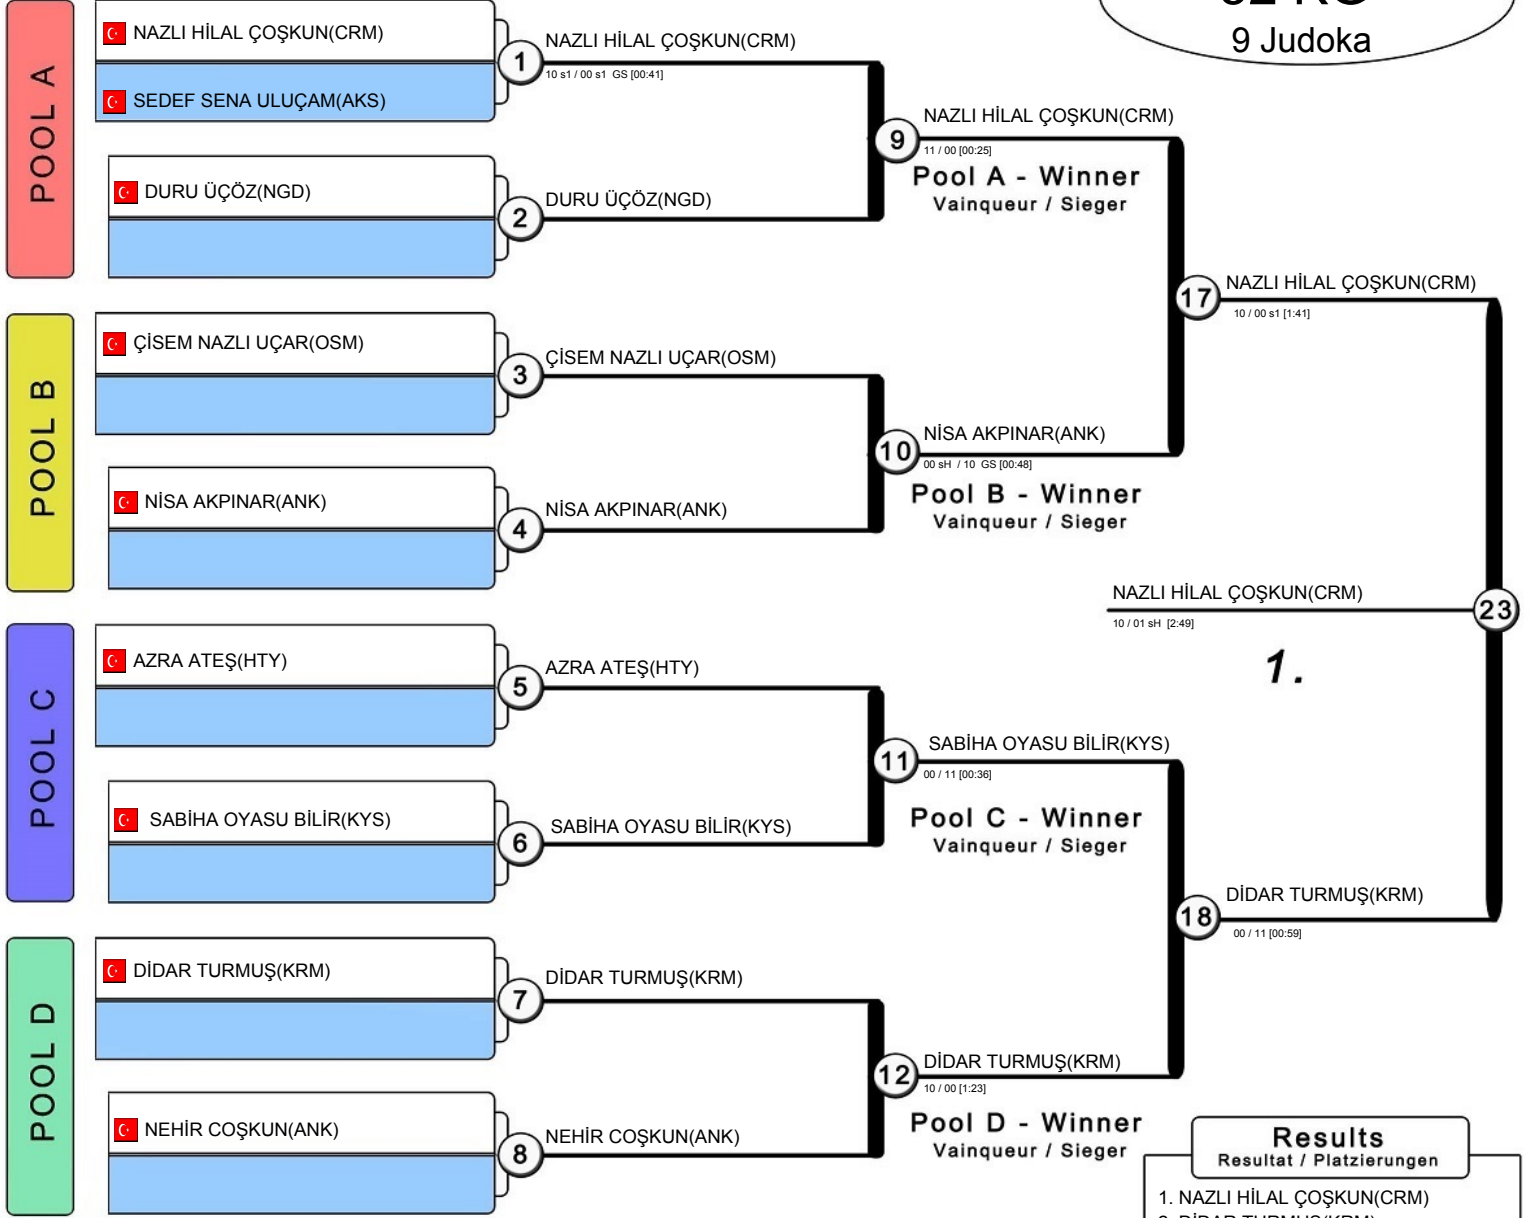 9 Judoka
POOL A
NAZLI HİLAL ÇOŞKUN(CRM)
SEDEF SENA ULUÇAM(AKS)
1
NAZLI HİLAL ÇOŞKUN(CRM)
10 s1 / 00 s1 GS [00:41]
DURU ÜÇÖZ(NGD)
2
DURU ÜÇÖZ(NGD)
9
NAZLI HİLAL ÇOŞKUN(CRM)
11 / 00 [00:25]
Pool A - Winner
Vainqueur / Sieger
POOL B
ÇİSEM NAZLI UÇAR(OSM)
3
ÇİSEM NAZLI UÇAR(OSM)
NİSA AKPINAR(ANK)
4
NİSA AKPINAR(ANK)
10
NİSA AKPINAR(ANK)
00 sH / 10 GS [00:48]
Pool B - Winner
Vainqueur / Sieger
17
NAZLI HİLAL ÇOŞKUN(CRM)
10 / 00 s1 [1:41]
NAZLI HİLAL ÇOŞKUN(CRM)
23
10 / 01 sH [2:49]
1.
POOL C
AZRA ATEŞ(HTY)
5
AZRA ATEŞ(HTY)
SABİHA OYASU BİLİR(KYS)
6
SABİHA OYASU BİLİR(KYS)
11
SABİHA OYASU BİLİR(KYS)
00 / 11 [00:36]
Pool C - Winner
Vainqueur / Sieger
18
DİDAR TURMUŞ(KRM)
00 / 11 [00:59]
POOL D
DİDAR TURMUŞ(KRM)
7
DİDAR TURMUŞ(KRM)
NEHİR COŞKUN(ANK)
8
NEHİR COŞKUN(ANK)
12
DİDAR TURMUŞ(KRM)
10 / 00 [1:23]
Pool D - Winner
Vainqueur / Sieger
Results
Resultat / Platzierungen
1. NAZLI HİLAL ÇOŞKUN(CRM)